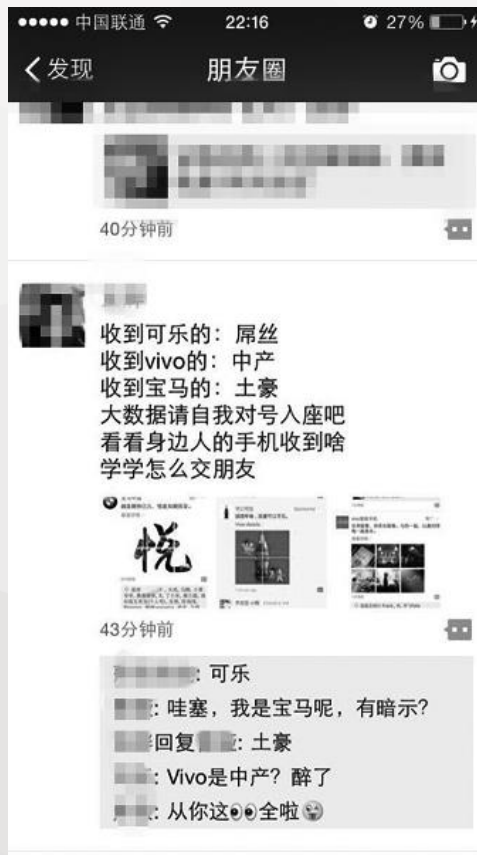 中国联通 22:16 27%
发现 朋友圈
40分钟前
收到可乐的：屌丝
收到vivo的：中产
收到宝马的：土豪
大数据请自我对号入座吧
看看身边人的手机收到啥
学学怎么交朋友
悦
43分钟前
: 可乐
: 哇塞，我是宝马呢，有暗示?
回复 : 土豪
: Vivo是中产? 醉了
: 从你这👀全啦😜